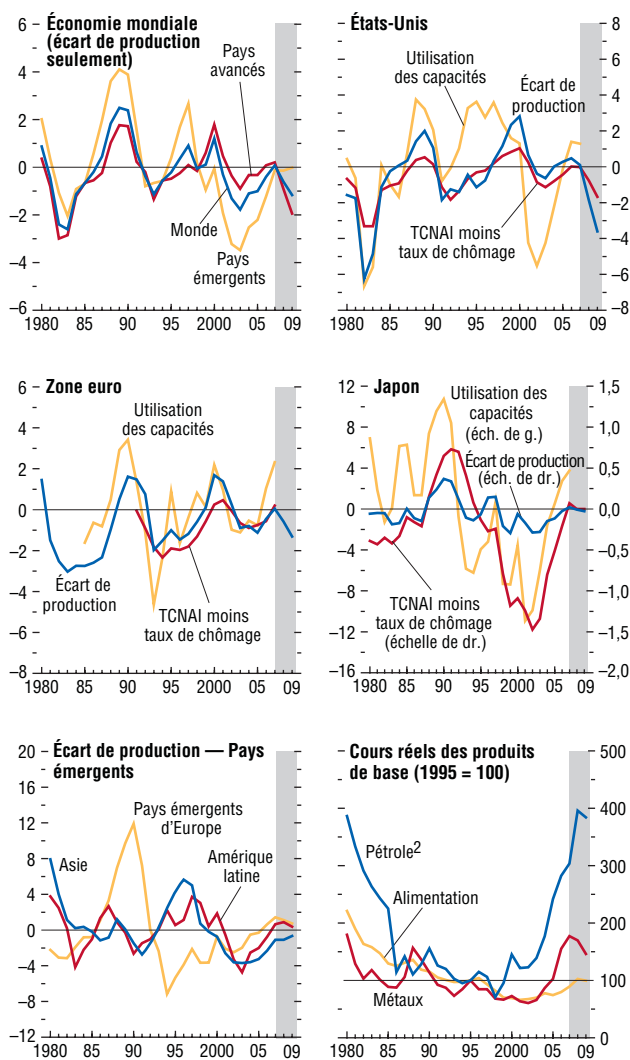 Économie mondiale
(écart de production
seulement)
6
4
2
0
–2
–4
–6
Pays
avancés
Monde
Pays
émergents
1980 85 90 95 2000 05 09
États-Unis
8
6
4
2
0
–2
–4
–6
–8
Utilisation
des capacités
Écart de
production
TCNAI moins
taux de chômage
1980 85 90 95 2000 05 09
Zone euro
6
4
2
0
–2
–4
–6
–8
Utilisation
des capacités
Écart de
production
TCNAI moins
taux de chômage
1980 85 90 95 2000 05 09
Japon
12
8
4
0
–4
–8
–12
–16
Utilisation des
capacités
(éch. de g.)
Écart de production
(éch. de dr.)
TCNAI moins
taux de chômage
(échelle de dr.)
1,5
1,0
0,5
0,0
–0,5
–1,0
–1,5
–2,0
1980 85 90 95 2000 05 09
Écart de production — Pays
émergents
20
16
12
8
4
0
–4
–8
–12
Pays émergents
d'Europe
Asie
Amérique
latine
1980 85 90 95 2000 05 09
Cours réels des produits
de base (1995 = 100)
500
400
300
200
100
0
Pétrole2
Alimentation
Métaux
1980 85 90 95 2000 05 09